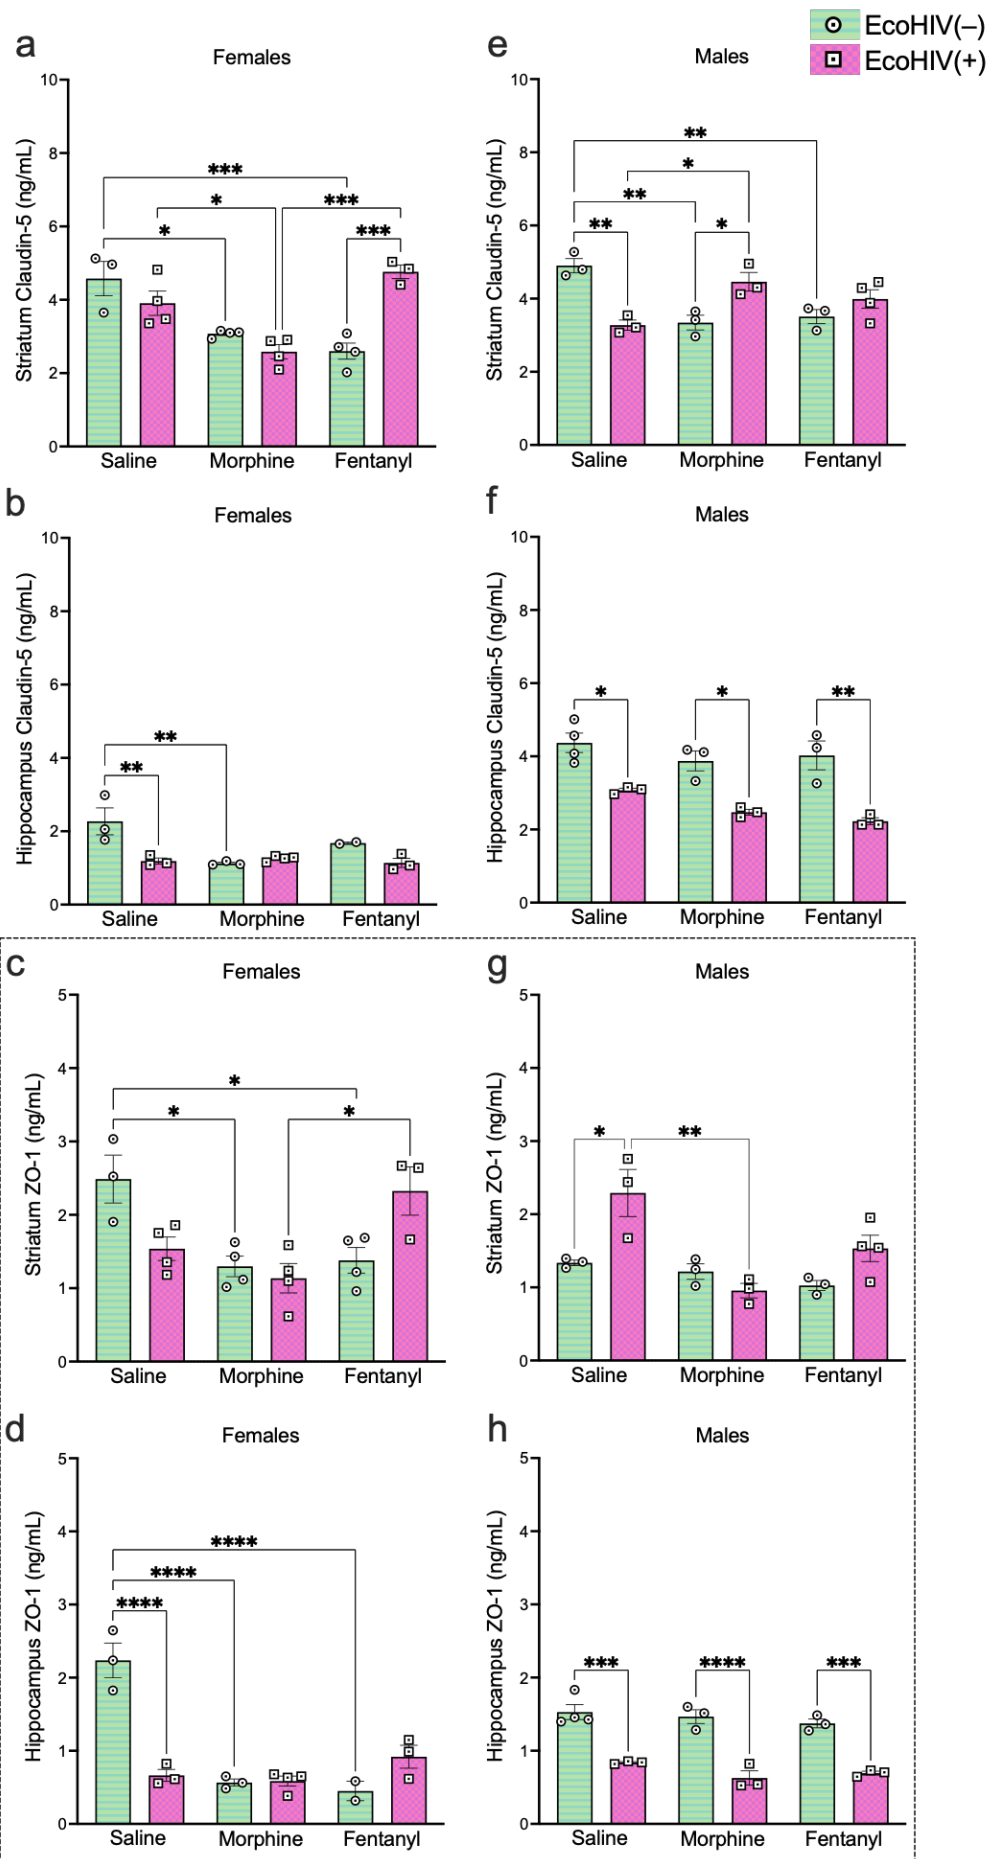 EcoHIV(–)
EcoHIV(+)
a
Females
Striatum Claudin-5 (ng/mL)
10
8
6
4
2
0
***
*
***
*
***
Saline Morphine Fentanyl
e
Males
Striatum Claudin-5 (ng/mL)
10
8
6
4
2
0
**
*
**
**
*
Saline Morphine Fentanyl
b
Females
Hippocampus Claudin-5 (ng/mL)
10
8
6
4
2
0
**
**
Saline Morphine Fentanyl
f
Males
Hippocampus Claudin-5 (ng/mL)
10
8
6
4
2
0
*
*
**
Saline Morphine Fentanyl
c
Females
Striatum ZO-1 (ng/mL)
5
4
3
2
1
0
*
*
*
Saline Morphine Fentanyl
g
Males
Striatum ZO-1 (ng/mL)
5
4
3
2
1
0
*
**
Saline Morphine Fentanyl
d
Females
Hippocampus ZO-1 (ng/mL)
5
4
3
2
1
0
****
****
****
Saline Morphine Fentanyl
h
Males
Hippocampus ZO-1 (ng/mL)
5
4
3
2
1
0
***
****
***
Saline Morphine Fentanyl